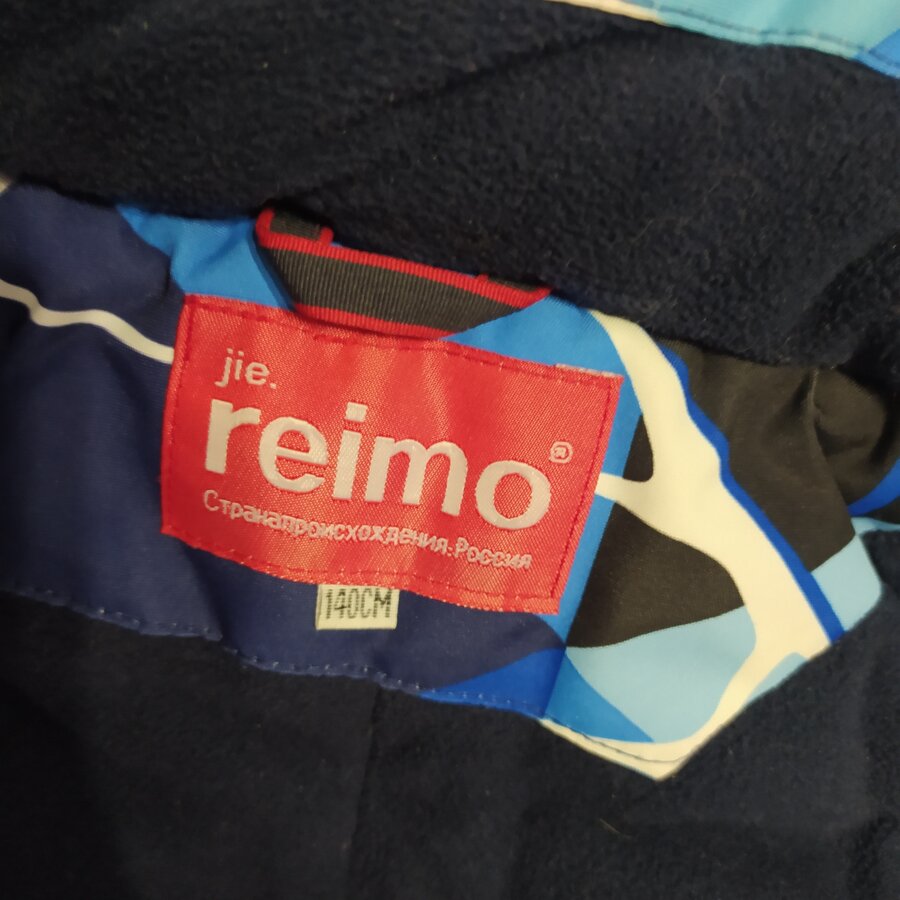 jie.
reimo®
Странапроисхождения:Россия
140CM